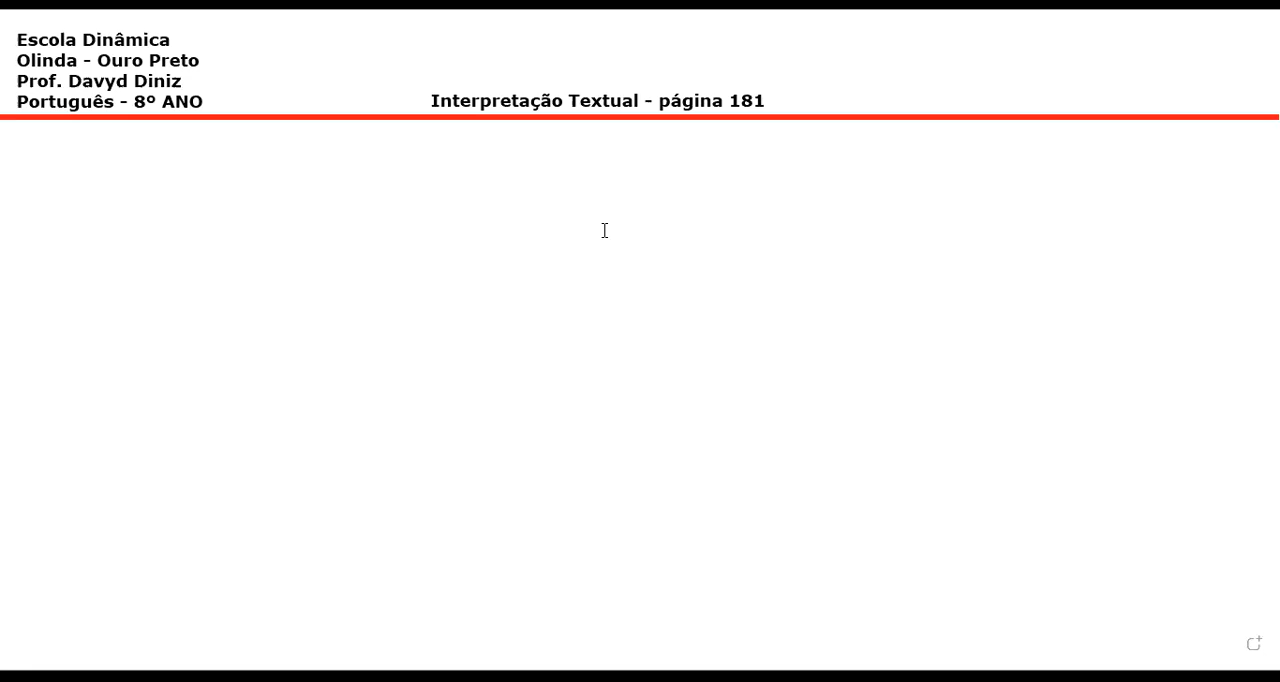 Escola Dinâmica
Olinda - Ouro Preto
Prof. Davyd Diniz
Português - 8º ANO
Interpretação Textual - página 181